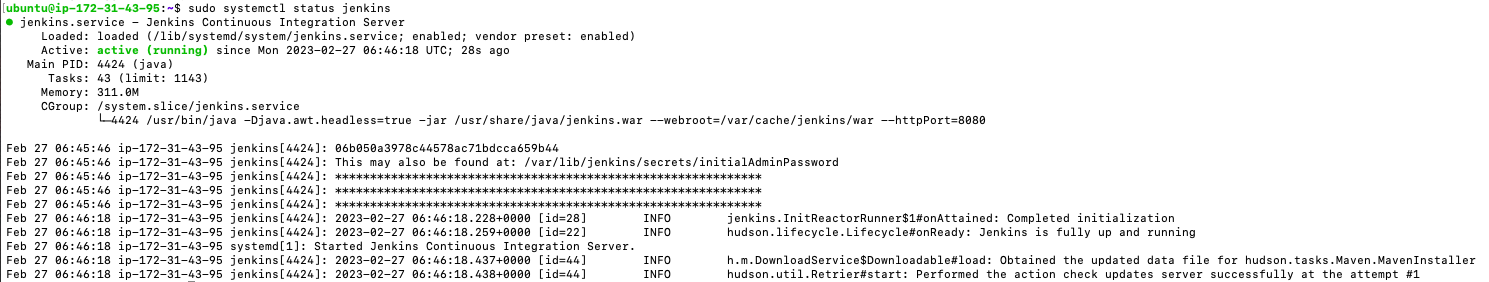 ubuntu@ip-172-31-43-95:~$ sudo systemctl status jenkins
● jenkins.service - Jenkins Continuous Integration Server
     Loaded: loaded (/lib/systemd/system/jenkins.service; enabled; vendor preset: enabled)
     Active: active (running) since Mon 2023-02-27 06:46:18 UTC; 28s ago
   Main PID: 4424 (java)
      Tasks: 43 (limit: 1143)
     Memory: 311.0M
     CGroup: /system.slice/jenkins.service
             └─4424 /usr/bin/java -Djava.awt.headless=true -jar /usr/share/java/jenkins.war --webroot=/var/cache/jenkins/war --httpPort=8080
Feb 27 06:45:46 ip-172-31-43-95 jenkins[4424]: 06b050a3978c44578ac71bdcca659b44
Feb 27 06:45:46 ip-172-31-43-95 jenkins[4424]: This may also be found at: /var/lib/jenkins/secrets/initialAdminPassword
Feb 27 06:45:46 ip-172-31-43-95 jenkins[4424]: *************************************************************
Feb 27 06:45:46 ip-172-31-43-95 jenkins[4424]: *************************************************************
Feb 27 06:45:46 ip-172-31-43-95 jenkins[4424]: *************************************************************
Feb 27 06:46:18 ip-172-31-43-95 jenkins[4424]: 2023-02-27 06:46:18.228+0000 [id=28]        INFO        jenkins.InitReactorRunner$1#onAttained: Completed initialization
Feb 27 06:46:18 ip-172-31-43-95 jenkins[4424]: 2023-02-27 06:46:18.259+0000 [id=22]        INFO        hudson.lifecycle.Lifecycle#onReady: Jenkins is fully up and running
Feb 27 06:46:18 ip-172-31-43-95 systemd[1]: Started Jenkins Continuous Integration Server.
Feb 27 06:46:18 ip-172-31-43-95 jenkins[4424]: 2023-02-27 06:46:18.437+0000 [id=44]        INFO        h.m.DownloadService$Downloadable#load: Obtained the updated data file for hudson.tasks.Maven.MavenInstaller
Feb 27 06:46:18 ip-172-31-43-95 jenkins[4424]: 2023-02-27 06:46:18.438+0000 [id=44]        INFO        hudson.util.Retrier#start: Performed the action check updates server successfully at the attempt #1